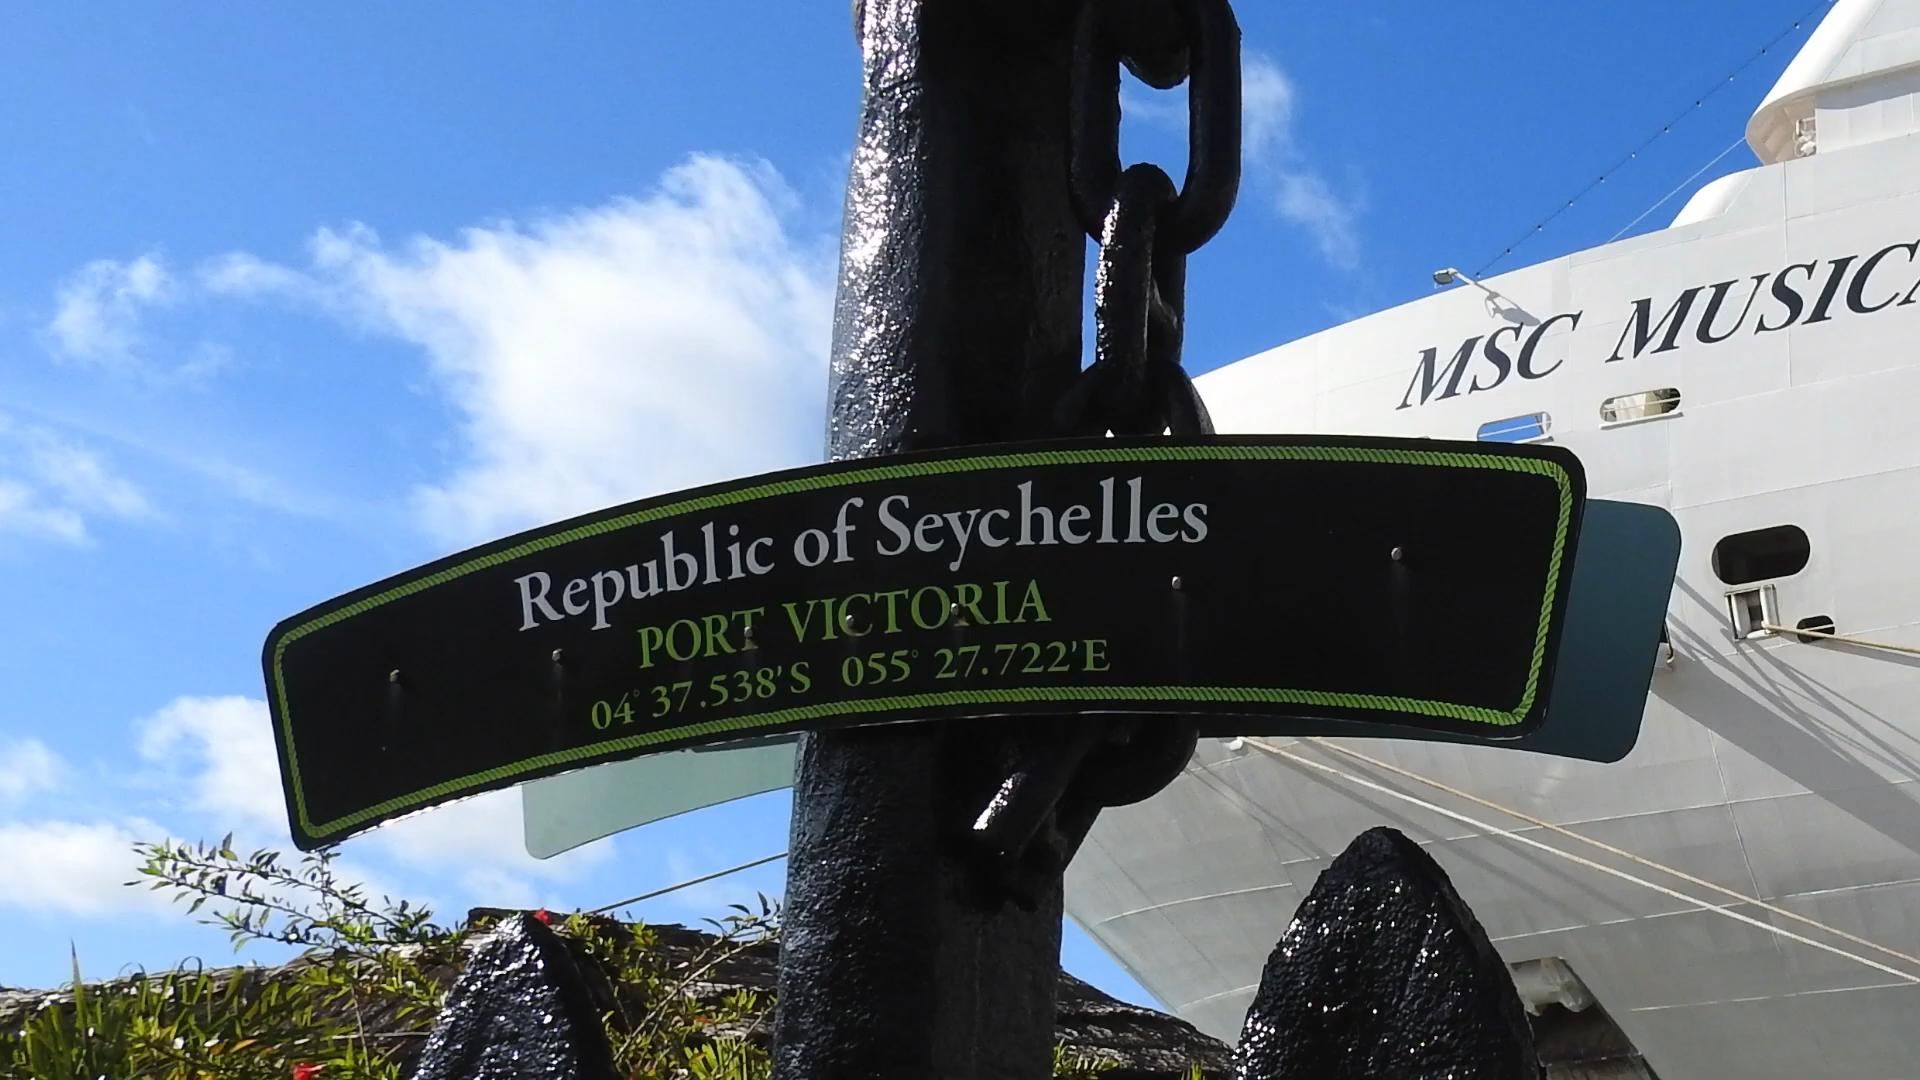 MSC MUSICA
Republic of Seychelles
PORT VICTORIA
04° 37.538'S 055° 27.722'E